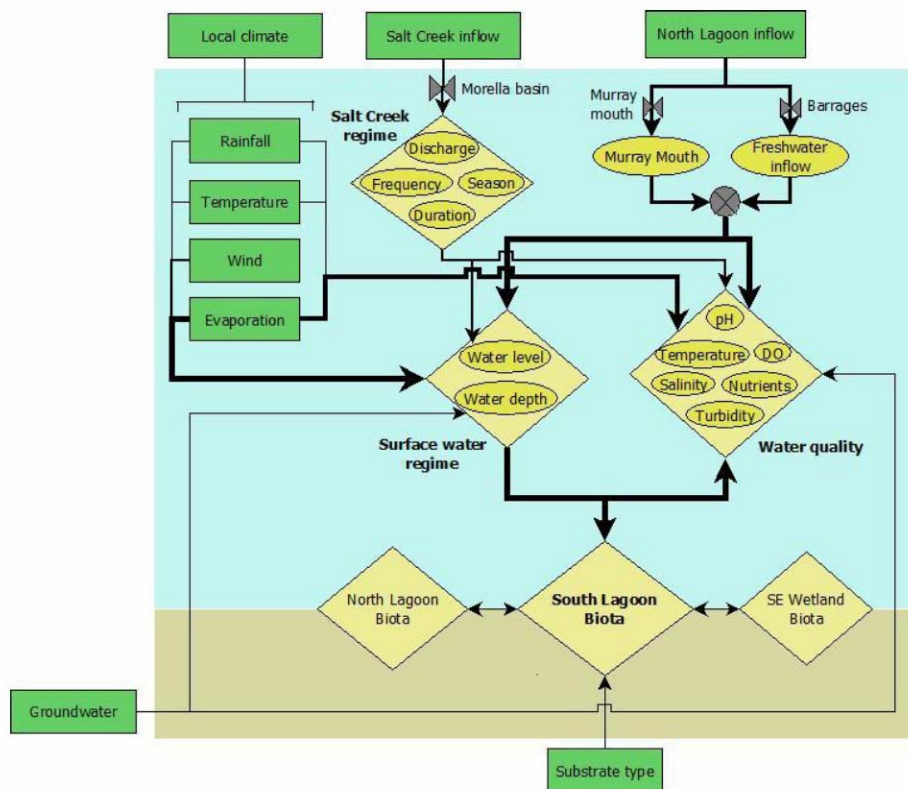 Local climate
Salt Creek inflow
North Lagoon inflow
Morella basin
Murray
mouth
Barrages
Salt Creek
regime
Rainfall
Discharge
Murray Mouth
Freshwater
inflow
Frequency
Season
Temperature
Duration
Wind
Evaporation
pH
Water level
Temperature
DO
Salinity
Nutrients
Water depth
Turbidity
Surface water
regime
Water quality
North Lagoon
Biota
South Lagoon
Biota
SE Wetland
Biota
Groundwater
Substrate type